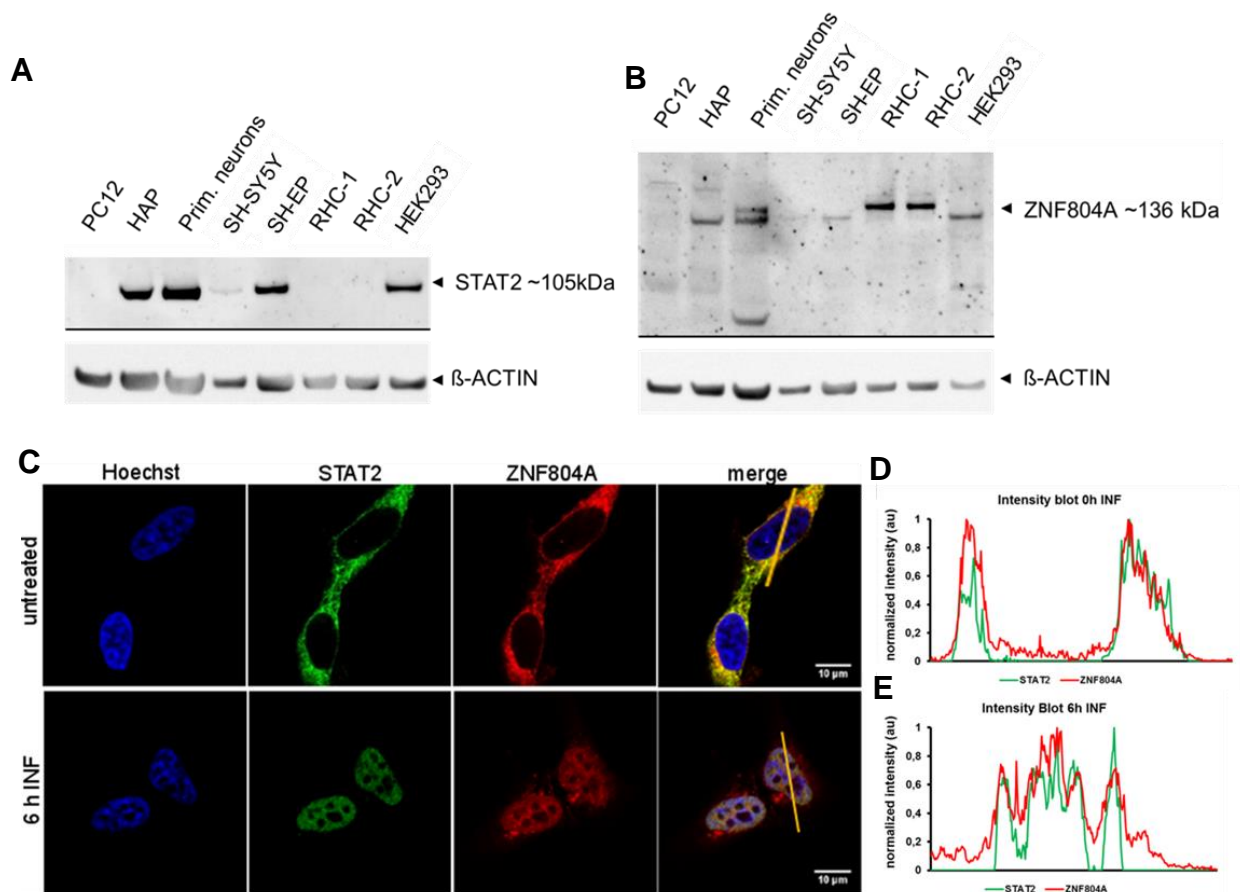 A
PC12
HAP
Prim. neurons
SH-SY5Y
SH-EP
RHC-1
RHC-2
HEK293
STAT2 ~105kDa
ß-ACTIN
B
PC12
HAP
Prim. neurons
SH-SY5Y
SH-EP
RHC-1
RHC-2
HEK293
ZNF804A ~136 kDa
ß-ACTIN
C
Hoechst STAT2 ZNF804A merge
untreated
10 µm
6 h INF
10 µm
D
Intensity blot 0h INF
normalized intensity (au)
1
0,8
0,6
0,4
0,2
0
STAT2 ZNF804A
E
Intensity Blot 6h INF
normalized intensity (au)
1
0,8
0,6
0,4
0,2
0
STAT2 ZNF804A